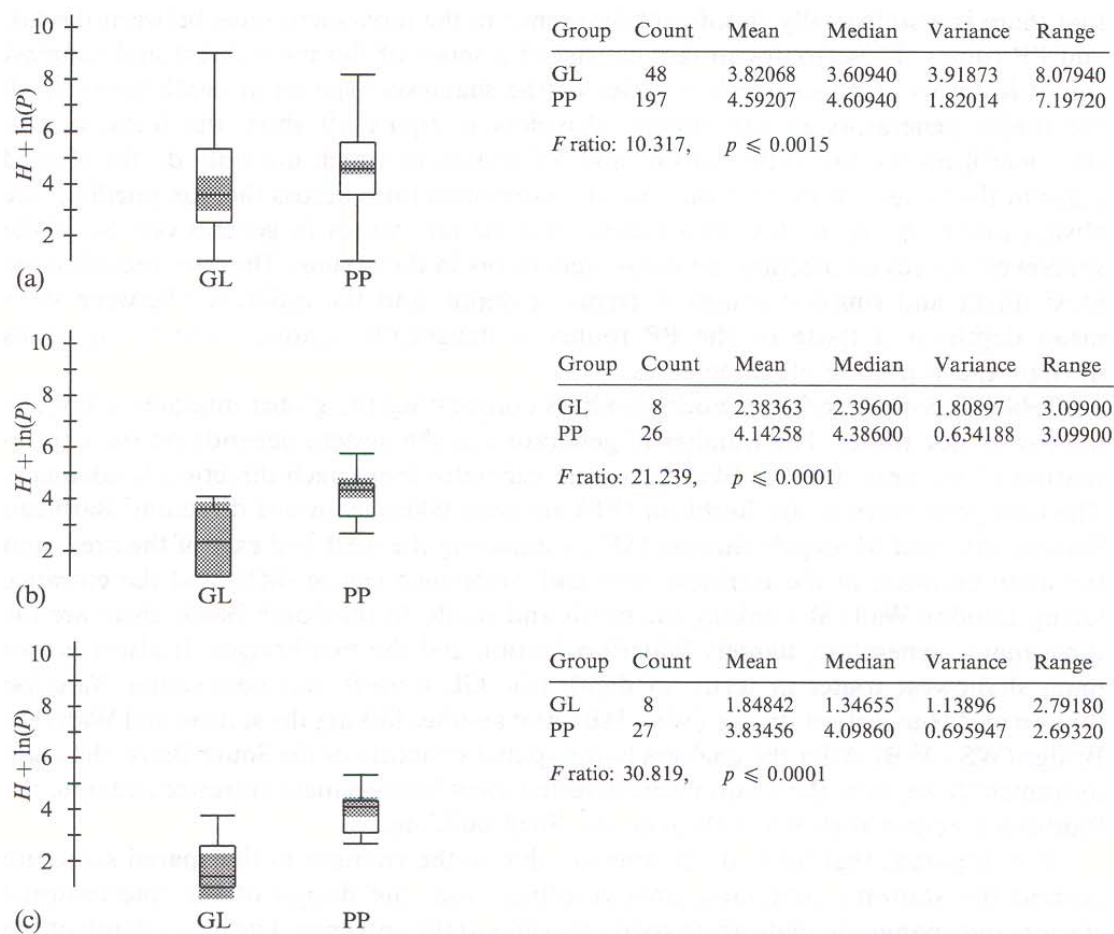 H + ln(P)
10
8
6
4
2
GL PP
(a)
Group Count Mean Median Variance Range
GL 48 3.82068 3.60940 3.91873 8.07940
PP 197 4.59207 4.60940 1.82014 7.19720
F ratio: 10.317, p ⩽ 0.0015
H + ln(P)
10
8
6
4
2
GL PP
(b)
Group Count Mean Median Variance Range
GL 8 2.38363 2.39600 1.80897 3.09900
PP 26 4.14258 4.38600 0.634188 3.09900
F ratio: 21.239, p ⩽ 0.0001
H + ln(P)
10
8
6
4
2
GL PP
(c)
Group Count Mean Median Variance Range
GL 8 1.84842 1.34655 1.13896 2.79180
PP 27 3.83456 4.09860 0.695947 2.69320
F ratio: 30.819, p ⩽ 0.0001